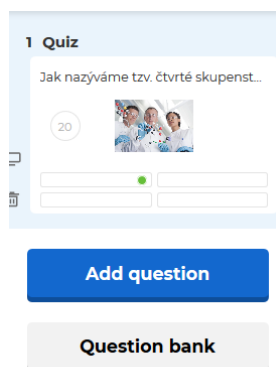 1 Quiz
Jak nazýváme tzv. čtvrté skupenst...
20
Add question
Question bank